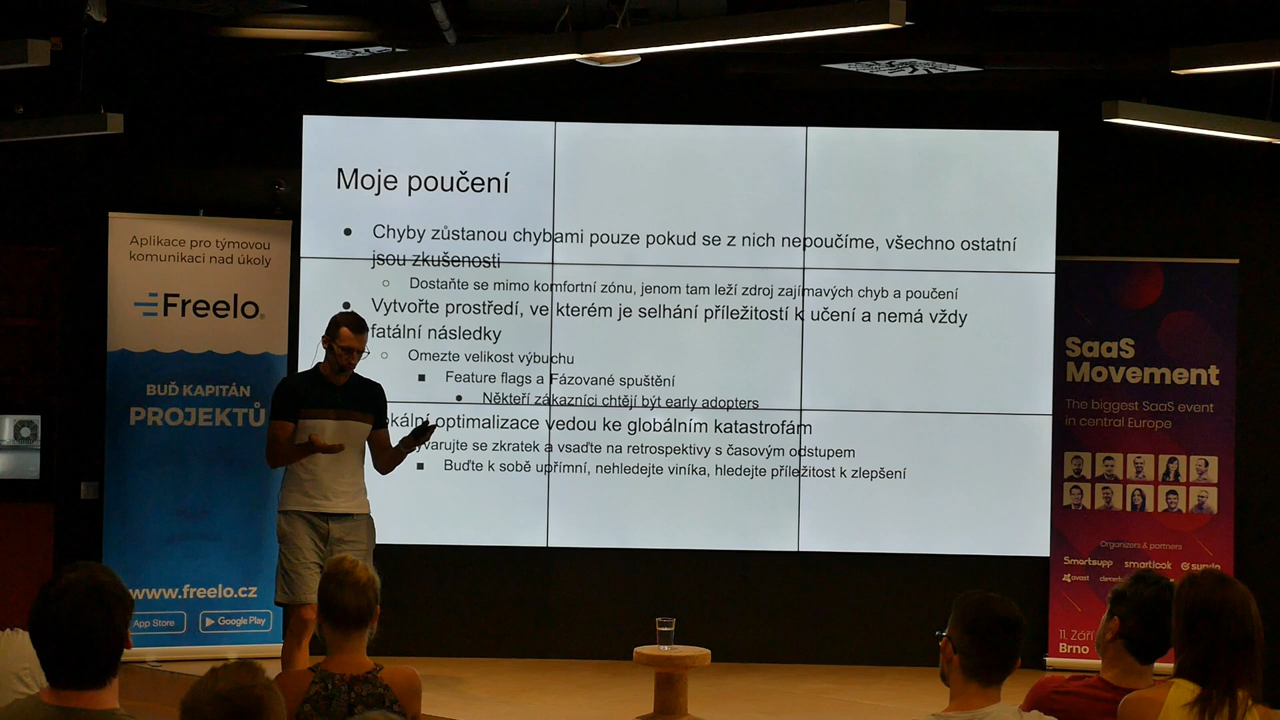 Moje poučení
Chyby zůstanou chybami pouze pokud se z nich nepoučíme, všechno ostatní
jsou zkušenosti
Dostaňte se mimo komfortní zónu, jenom tam leží zdroj zajímavých chyb a poučení
Vytvořte prostředí, ve kterém je selhání příležitostí k učení a nemá vždy
fatální následky
Omezte velikost výbuchu
Feature flags a Fázované spuštění
Někteří zákazníci chtějí být early adopters
optimalizace vedou ke globálním katastrofám
se zkratek a vsaďte na retrospektivy s časovým odstupem
Buďte k sobě upřímní, nehledejte viníka, hledejte příležitost k zlepšení
Aplikace pro týmovou
komunikaci nad úkoly
Freelo
BUĎ KAPITÁN
PROJEKTŮ
www.freelo.cz
App Store
Google Play
SaaS
Movement
The biggest SaaS event
in central Europe
Organizers & partners
Smartsupp smartlook
avast
11. Září
Brno